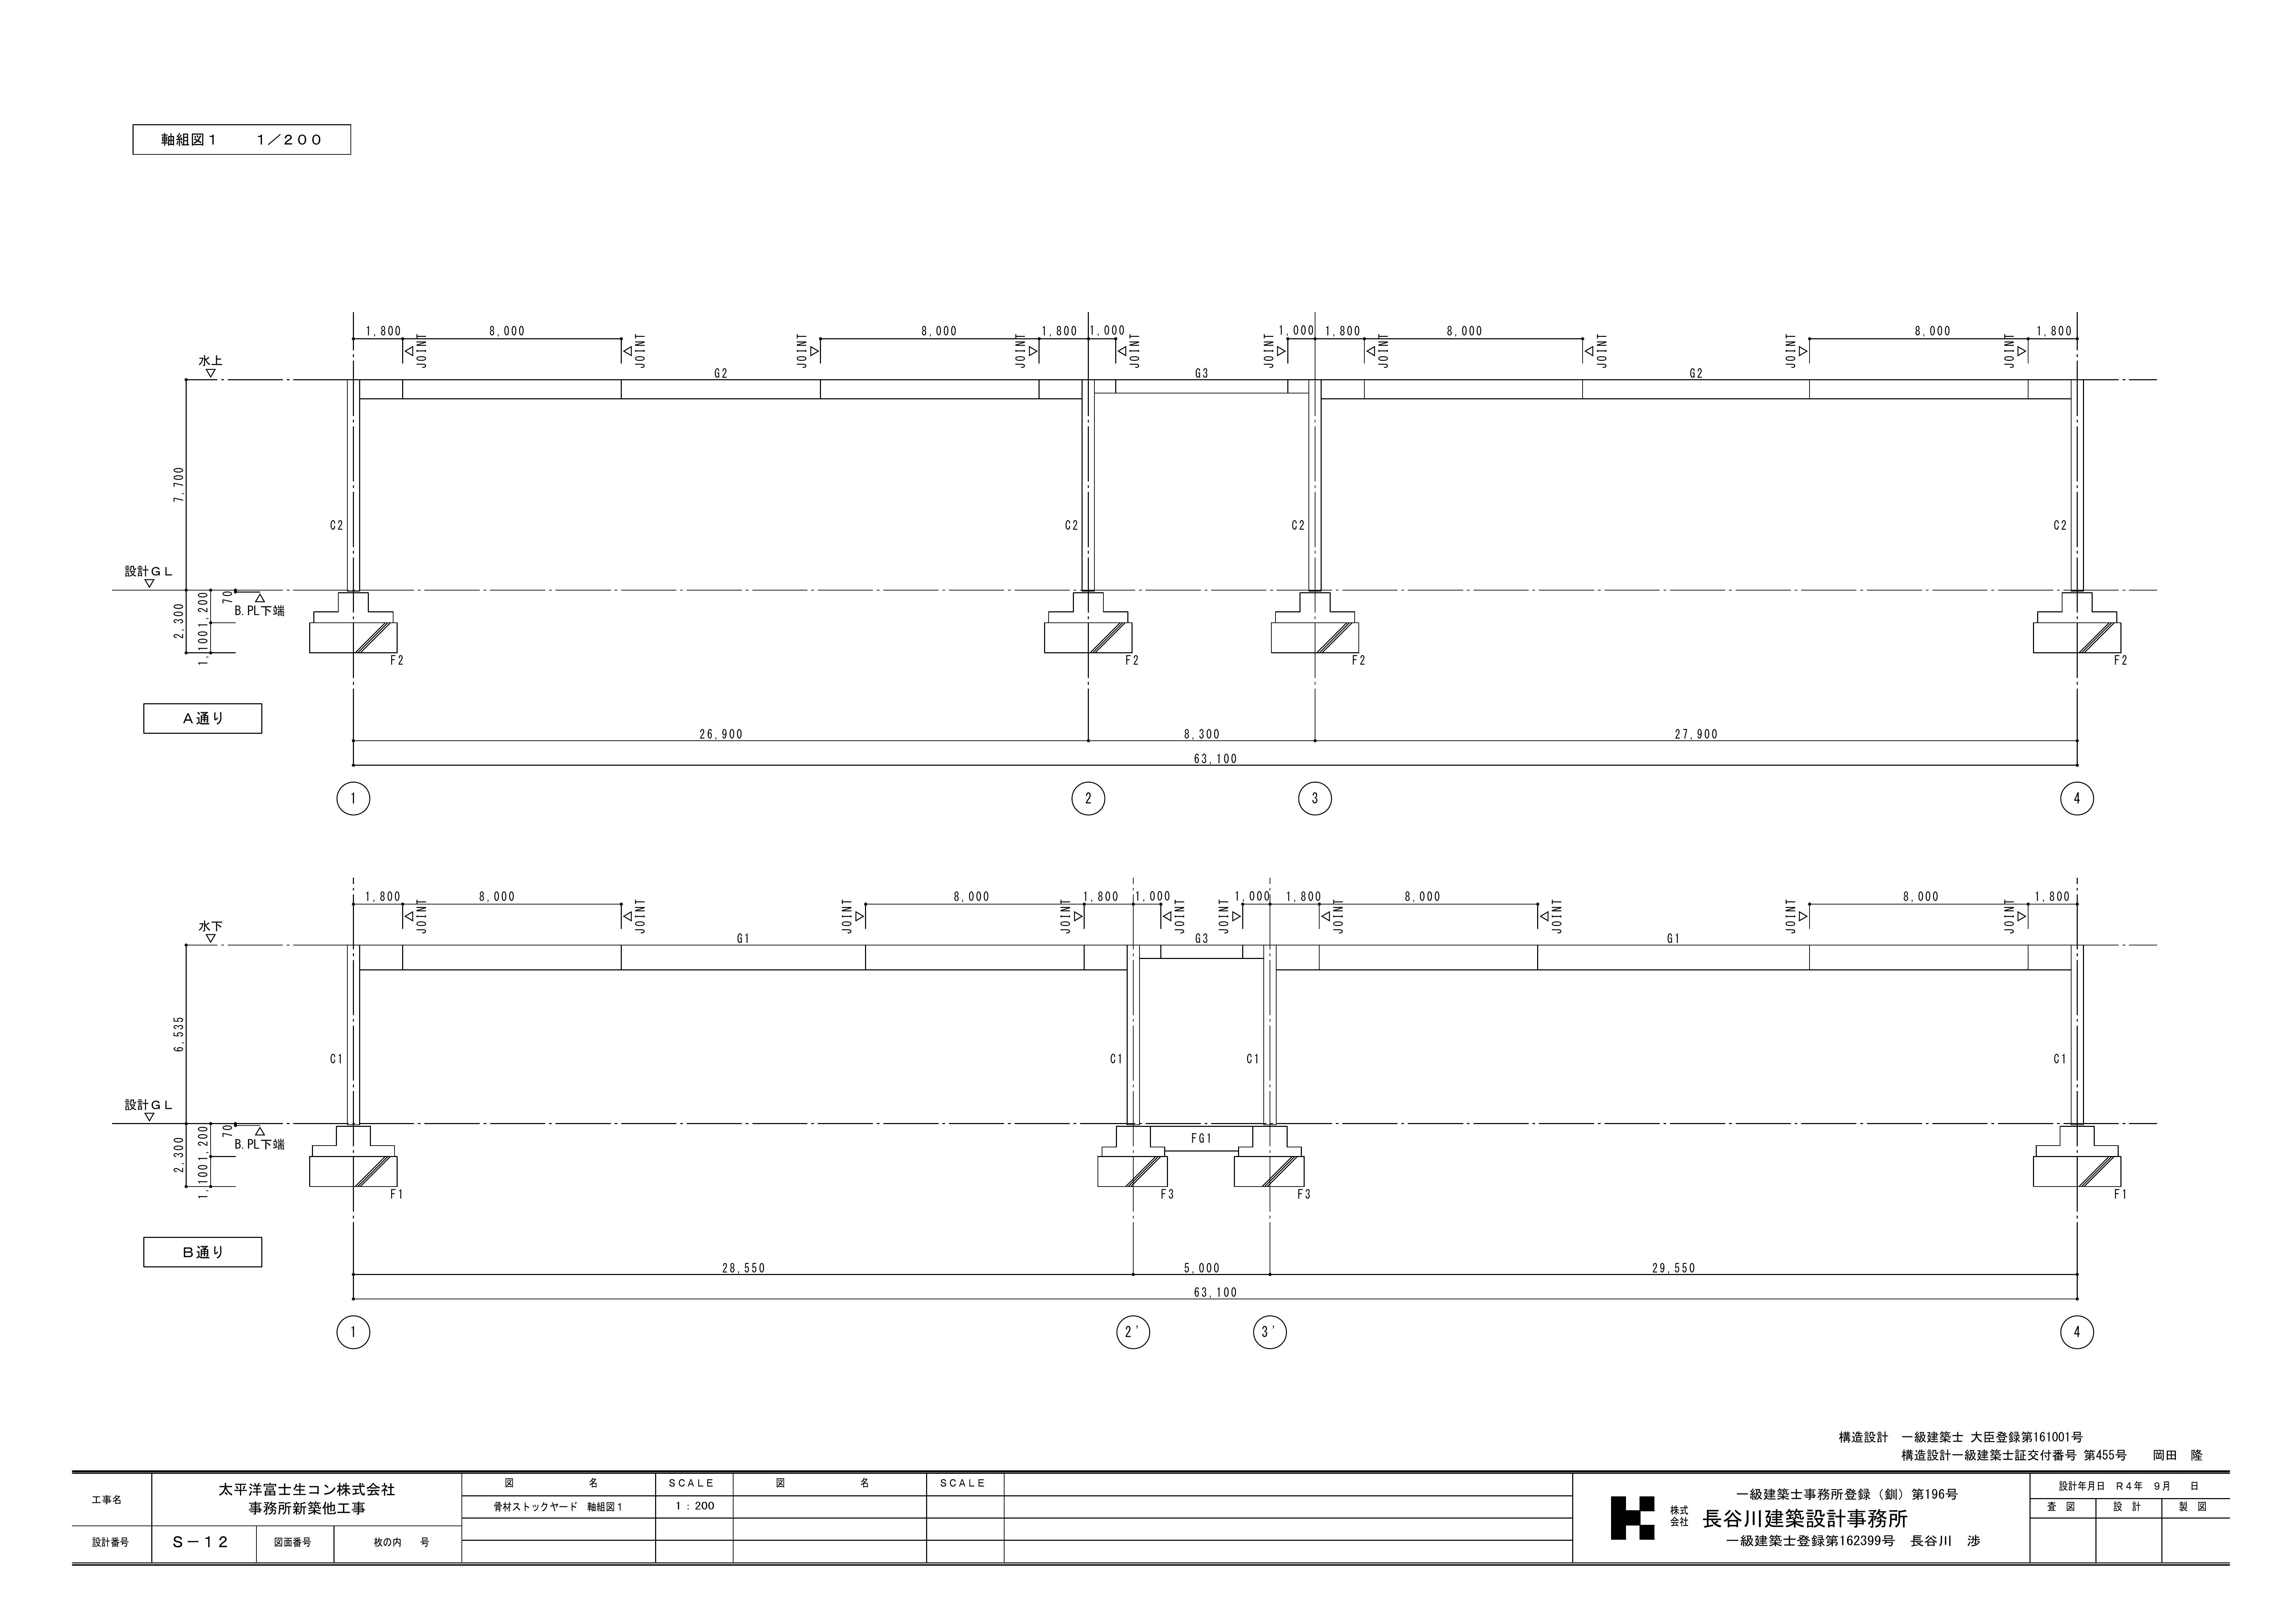 軸組図１　１／２００
1,800 8,000 8,000 1,800 1,000 1,000 1,800 8,000 8,000 1,800
JOINT JOINT JOINT JOINT JOINT JOINT JOINT JOINT JOINT JOINT
水上
G2 G3 G2
7,700
C2 C2 C2 C2
設計ＧＬ
2,300 1,200 1,100 70
B.PL下端
F2 F2 F2 F2
Ａ通り
26,900 8,300 27,900
63,100
1 2 3 4
1,800 8,000 8,000 1,800 1,000 1,000 1,800 8,000 8,000 1,800
JOINT JOINT JOINT JOINT JOINT JOINT JOINT JOINT JOINT JOINT
水下
G1 G3 G1
6,535
C1 C1 C1 C1
設計ＧＬ
2,300 1,200 1,100 70
B.PL下端
FG1
F1 F3 F3 F1
Ｂ通り
28,550 5,000 29,550
63,100
1 2' 3' 4
構造設計　一級建築士 大臣登録第161001号
構造設計一級建築士証交付番号 第455号　岡田　隆
工事名
太平洋富士生コン株式会社
事務所新築他工事
設計番号 Ｓ－１２ 図面番号 枚の内　号
図　名 ＳＣＡＬＥ 図　名 ＳＣＡＬＥ
骨材ストックヤード　軸組図１ 1：200
一級建築士事務所登録（釧）第196号
株式会社 長谷川建築設計事務所
一級建築士登録第162399号　長谷川　渉
設計年月日　Ｒ４年　９月　日
査　図 設　計 製　図